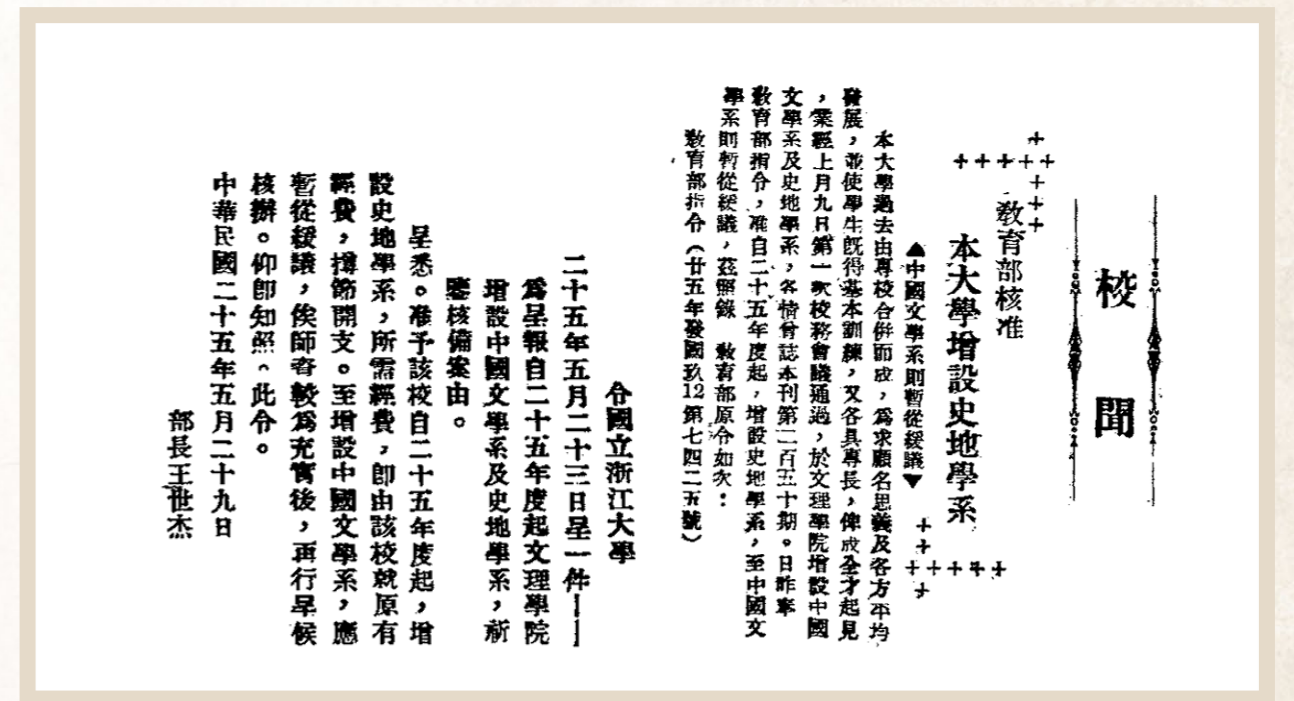 校聞
教育部核准
本大學增設史地學系
▲中國文學系則暫從緩議▼
本大學過去由專校合併而成，爲求顧名思義及各方平均
發展，並使學生旣得基本訓練，又各具專長，俾成全才起見
，業經上月九日第一次校務會議通過，於文理學院增設中國
文學系及史地學系，各情曾誌本刊第二百五十期。日昨奉
敎育部指令，准自二十五年度起，增設史地學系，至中國文
學系則暫從緩議，茲照錄　敎育部原令如次：
敎育部指令（廿五年發國玖12第七四二五號）
令國立浙江大學
二十五年五月二十三日呈一件——
爲呈報自二十五年度起文理學院
增設中國文學系及史地學系，祈
鑒核備案由。
呈悉。准予該校自二十五年度起，增
設史地學系，所需經費，卽由該校就原有
經費，撙節開支。至增設中國文學系，應
暫從緩議，俟師資較爲充實後，再行呈候
核辦。仰卽知照。此令。
中華民國二十五年五月二十九日
部長王世杰